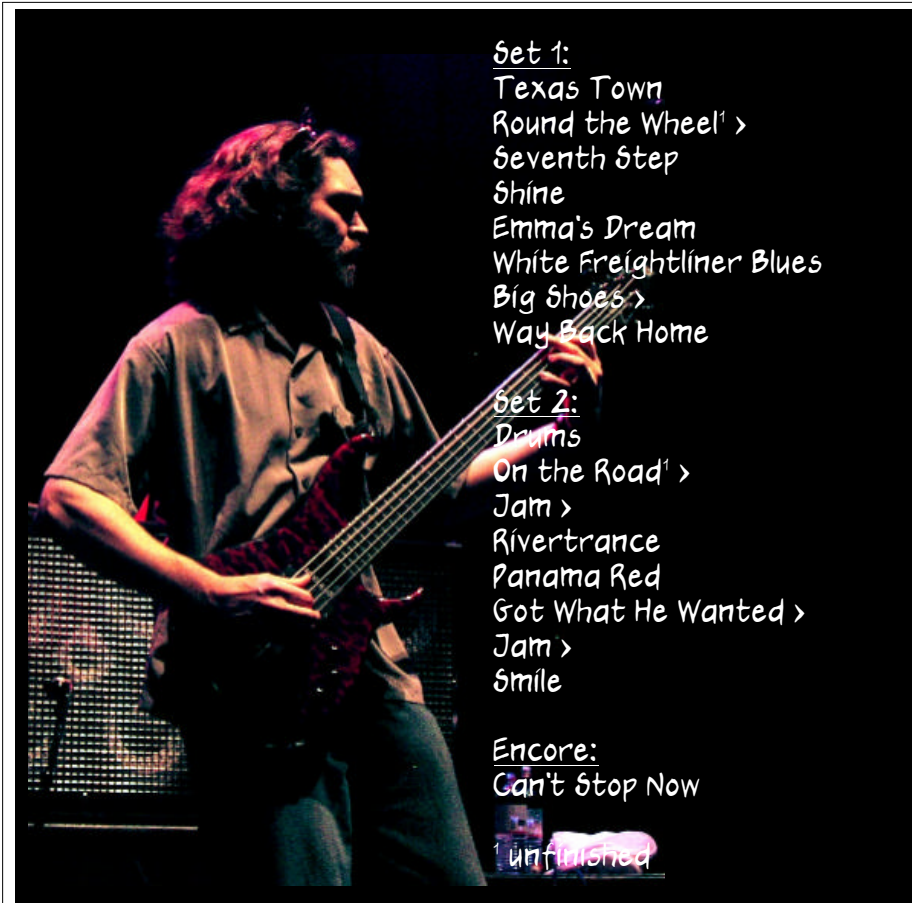 Set 1:
Texas Town
Round the Wheel¹ >
Seventh Step
Shine
Emma's Dream
White Freightliner Blues
Big Shoes >
Way Back Home
Set 2:
Drums
On the Road¹ >
Jam >
Rivertrance
Panama Red
Got What He Wanted >
Jam >
Smile
Encore:
Can't Stop Now
¹ unfinished